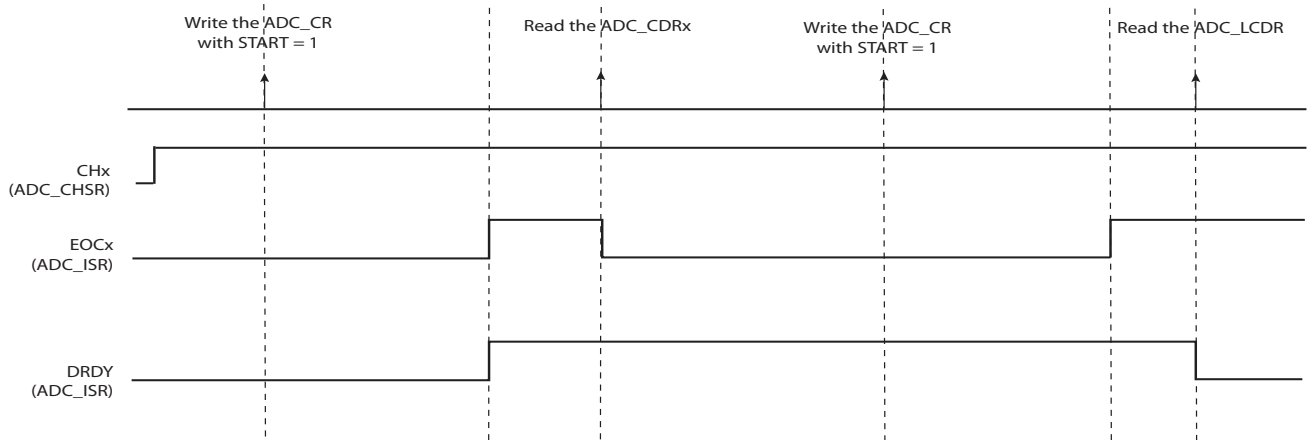 Write the ADC_CR
with START = 1
Read the ADC_CDRx
Write the ADC_CR
with START = 1
Read the ADC_LCDR
CHx
(ADC_CHSR)
EOCx
(ADC_ISR)
DRDY
(ADC_ISR)